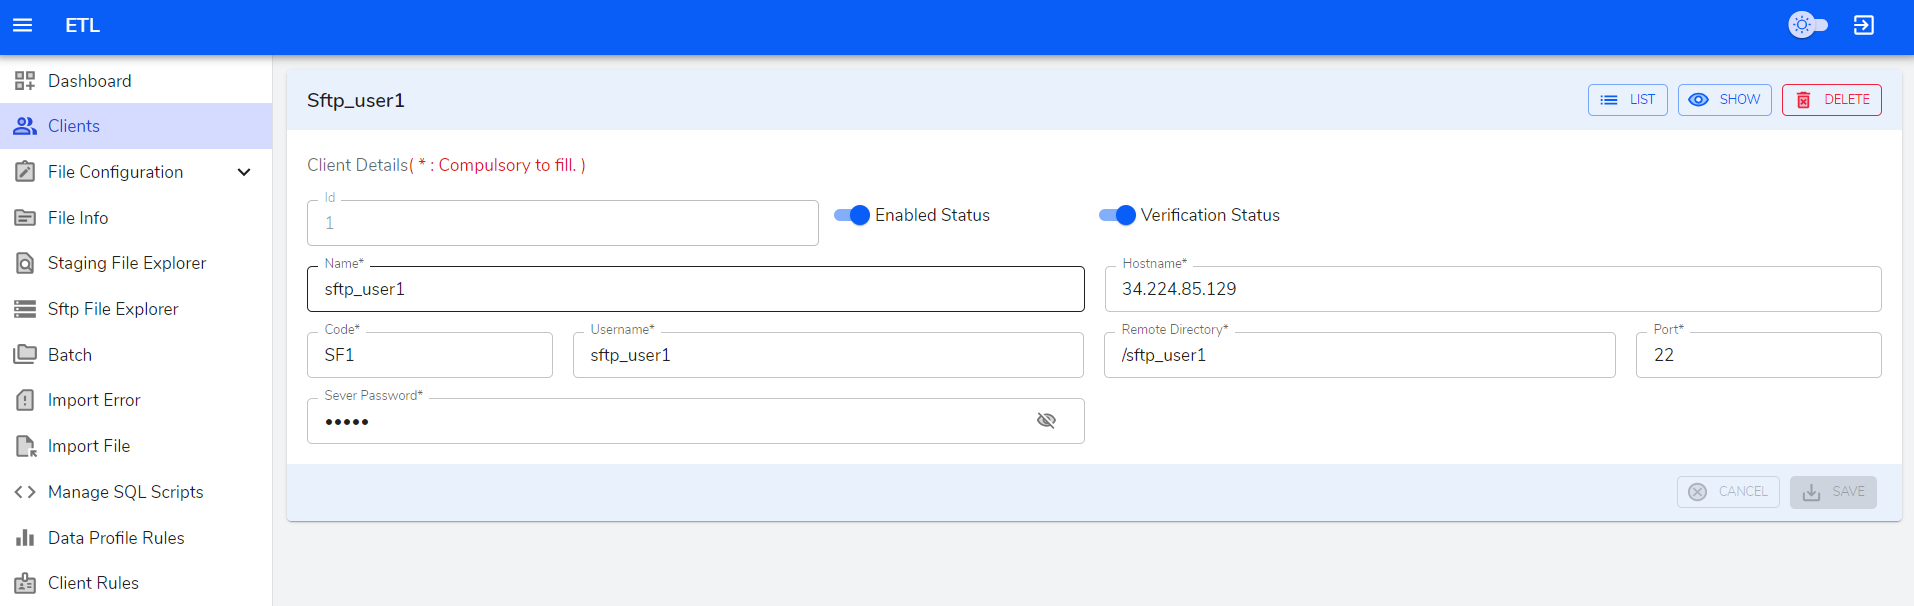 ETL
Dashboard
Clients
File Configuration
File Info
Staging File Explorer
Sftp File Explorer
Batch
Import Error
Import File
Manage SQL Scripts
Data Profile Rules
Client Rules
Sftp_user1
LIST SHOW DELETE
Client Details( * : Compulsory to fill. )
Id
1
Enabled Status
Verification Status
Name*
sftp_user1
Hostname*
34.224.85.129
Code*
SF1
Username*
sftp_user1
Remote Directory*
/sftp_user1
Port*
22
Sever Password*
•••••
CANCEL SAVE